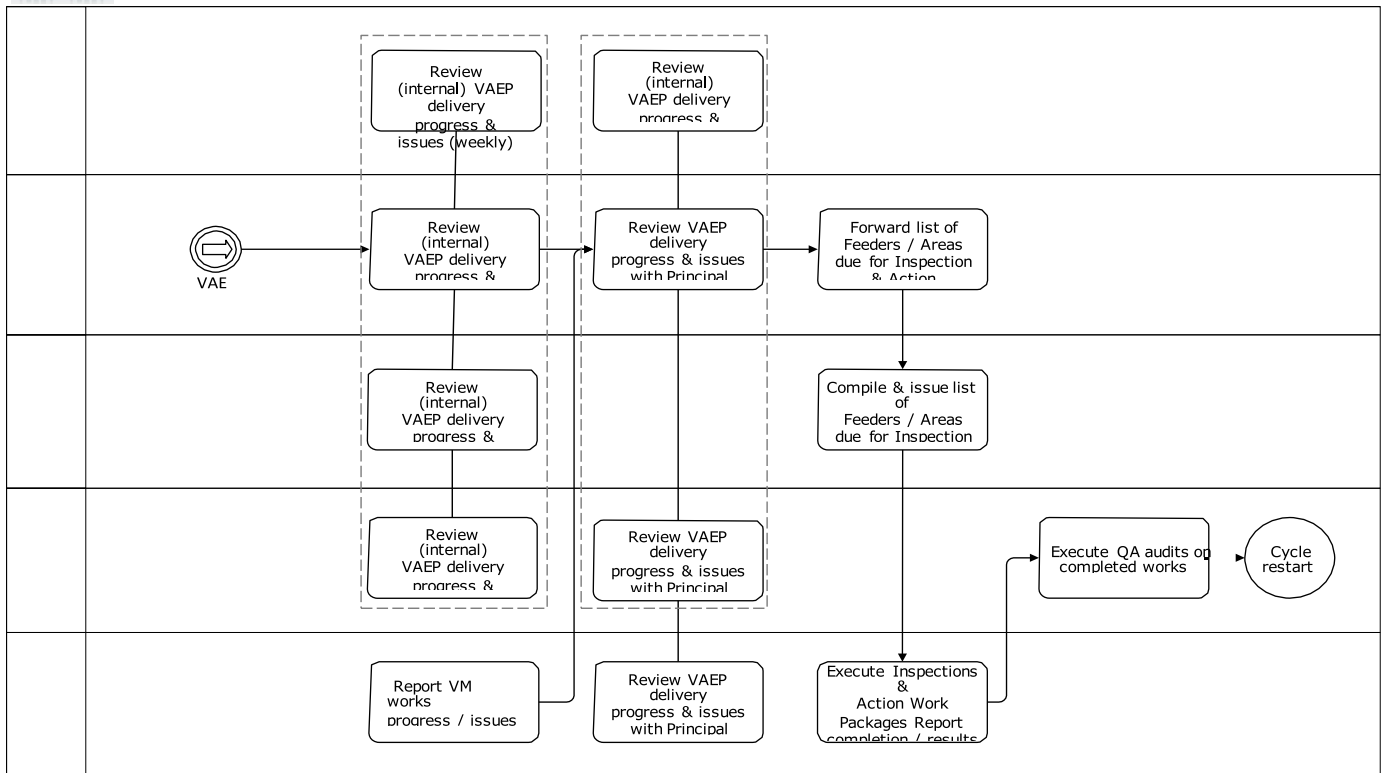 Review
(internal) VAEP
delivery
progress &
issues (weekly)
Review
(internal)
VAEP delivery
progress &
VAE
Review
(internal)
VAEP delivery
progress &
Review VAEP
delivery
progress & issues
with Principal
Forward list of
Feeders / Areas
due for Inspection
& Action
Review
(internal)
VAEP delivery
progress &
Compile & issue list
of
Feeders / Areas
due for Inspection
Review
(internal)
VAEP delivery
progress &
Review VAEP
delivery
progress & issues
with Principal
Execute QA audits on
completed works
Cycle
restart
Report VM
works
progress / issues
Review VAEP
delivery
progress & issues
with Principal
Execute Inspections
&
Action Work
Packages Report
completion / results